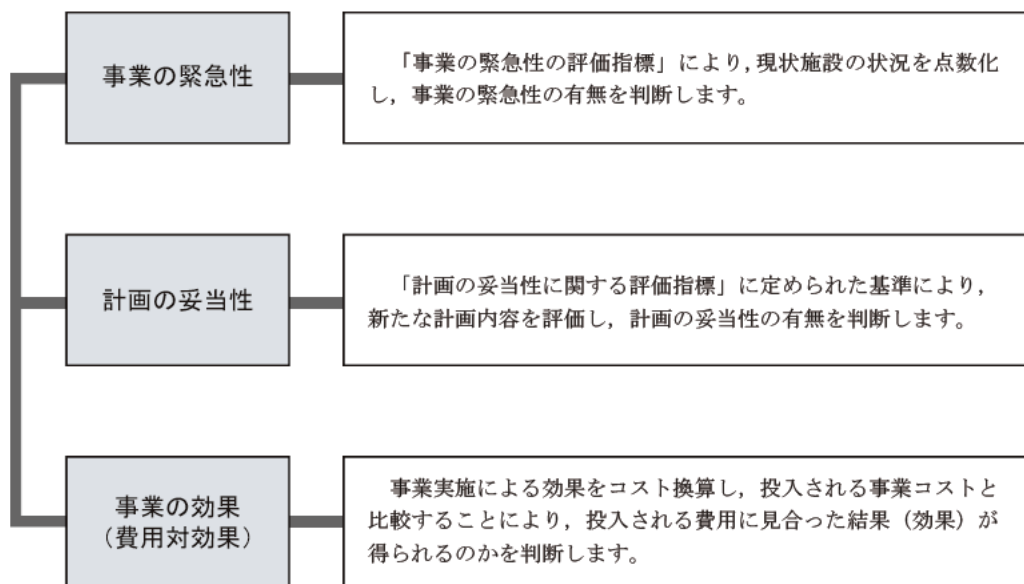 事業の緊急性
「事業の緊急性の評価指標」により，現状施設の状況を点数化
し，事業の緊急性の有無を判断します。
計画の妥当性
「計画の妥当性に関する評価指標」に定められた基準により，
新たな計画内容を評価し，計画の妥当性の有無を判断します。
事業の効果
（費用対効果）
事業実施による効果をコスト換算し，投入される事業コストと
比較することにより，投入される費用に見合った結果（効果）が
得られるのかを判断します。